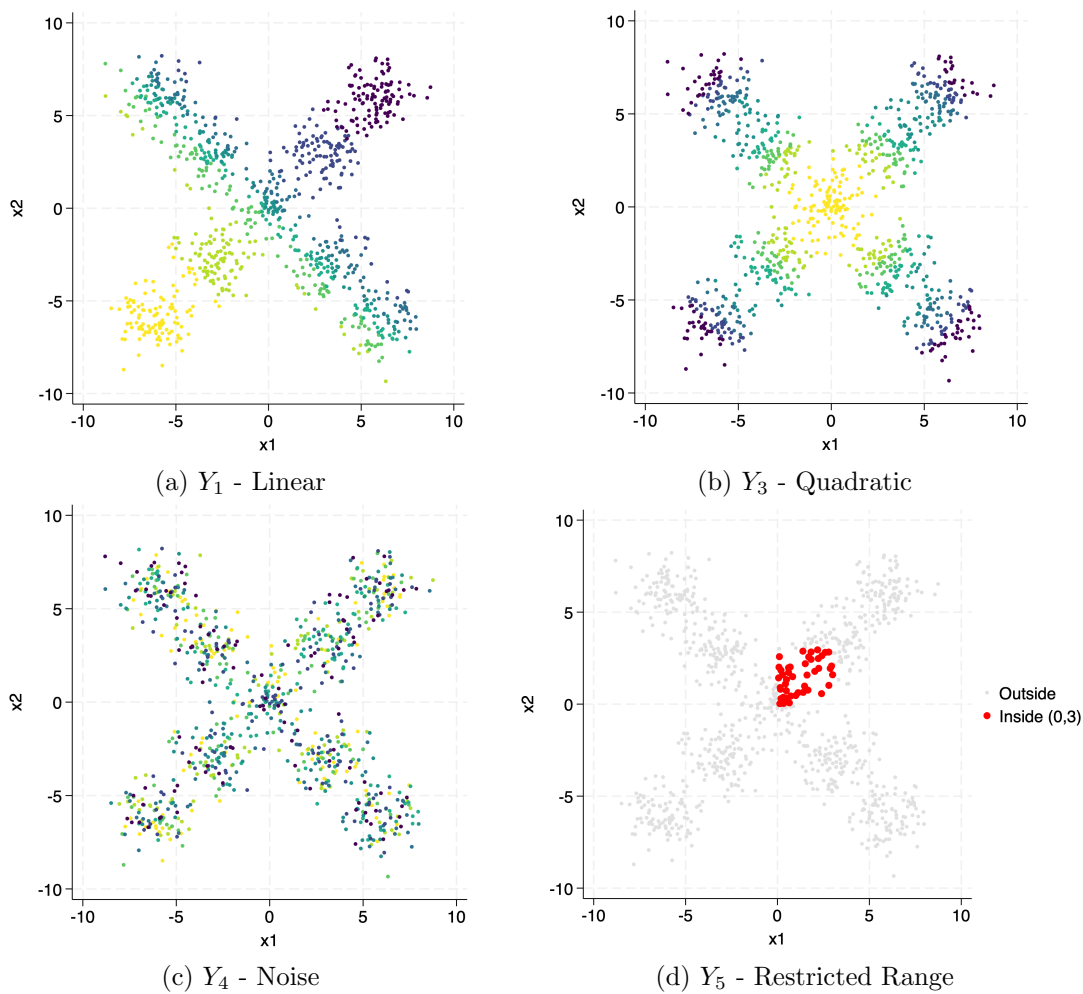 10
5
0
-5
-10
x2
-10 -5 0 5 10
x1
(a) Y₁ - Linear
10
5
0
-5
-10
x2
-10 -5 0 5 10
x1
(b) Y₃ - Quadratic
10
5
0
-5
-10
x2
-10 -5 0 5 10
x1
(c) Y₄ - Noise
10
5
0
-5
-10
x2
-10 -5 0 5 10
x1
Outside
Inside (0,3)
(d) Y₅ - Restricted Range